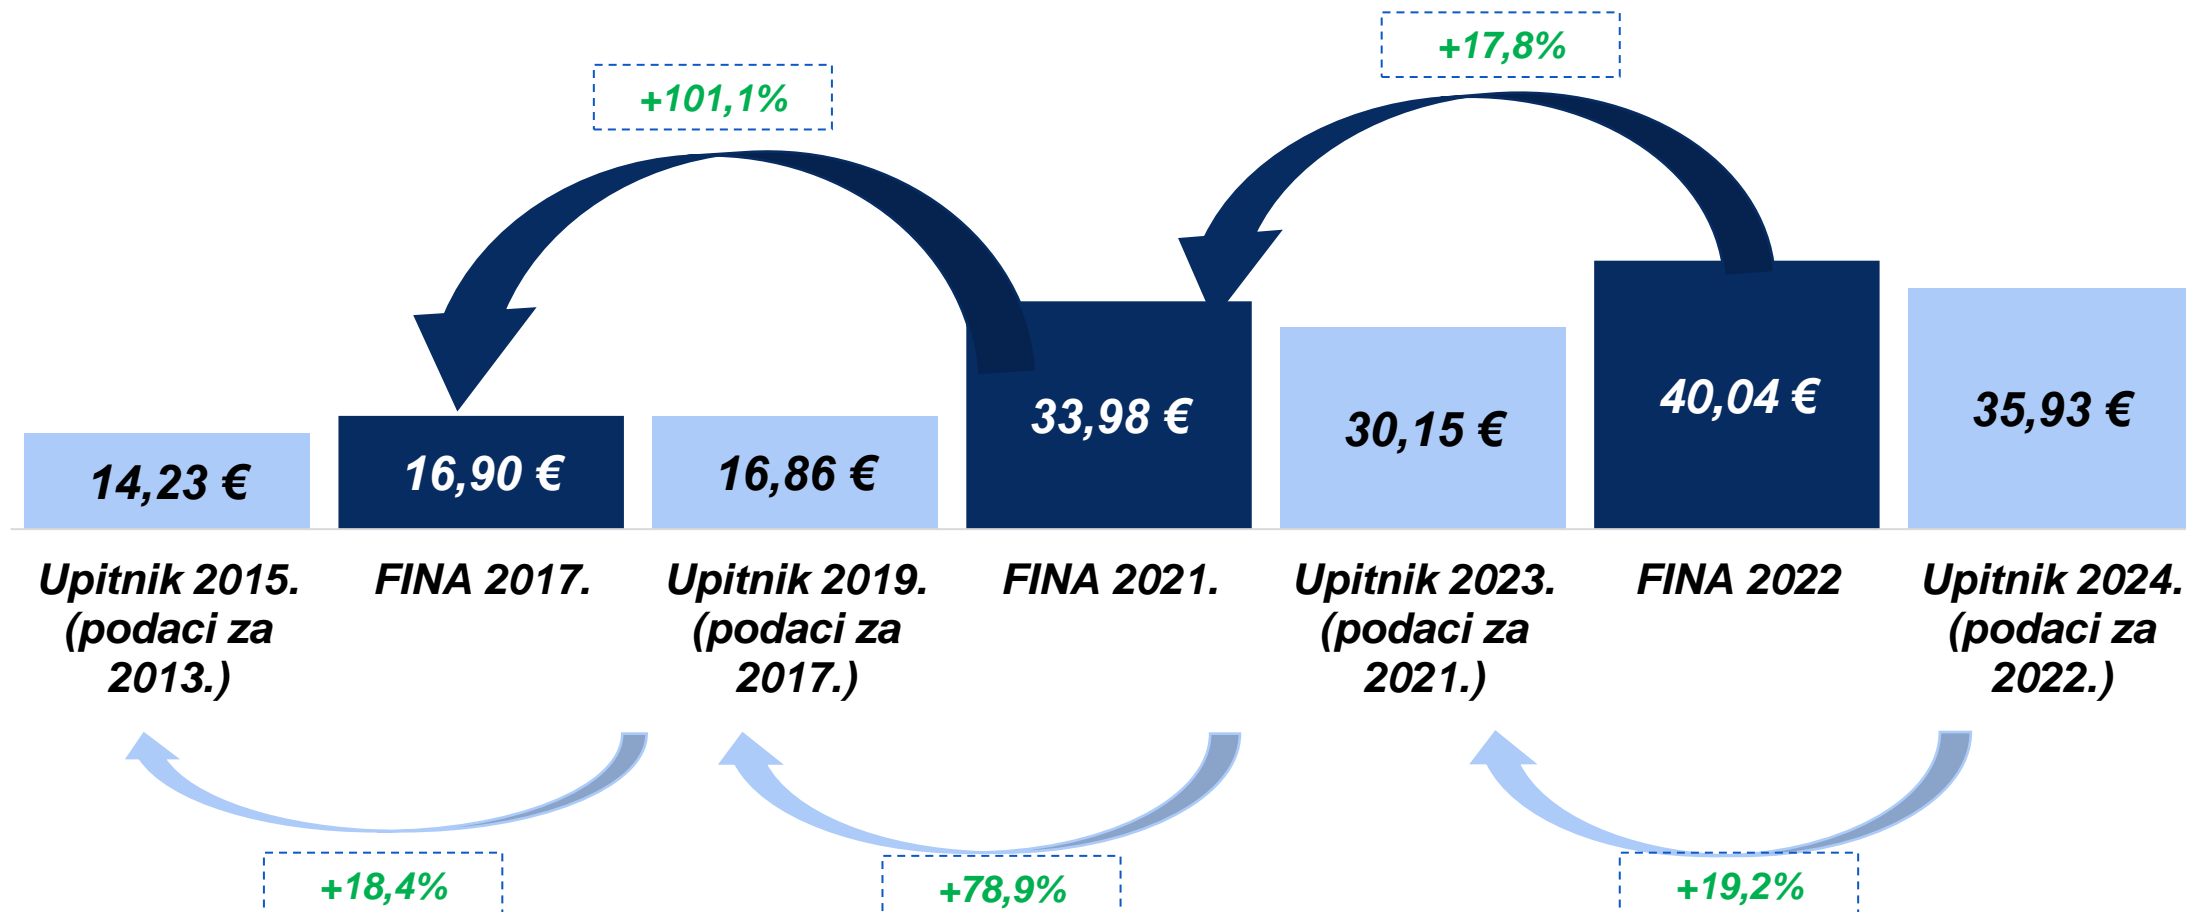 +17,8%
+101,1%
14,23 €
16,90 €
16,86 €
33,98 €
30,15 €
40,04 €
35,93 €
Upitnik 2015.
(podaci za
2013.)
FINA 2017.
Upitnik 2019.
(podaci za
2017.)
FINA 2021.
Upitnik 2023.
(podaci za
2021.)
FINA 2022
Upitnik 2024.
(podaci za
2022.)
+18,4%
+78,9%
+19,2%